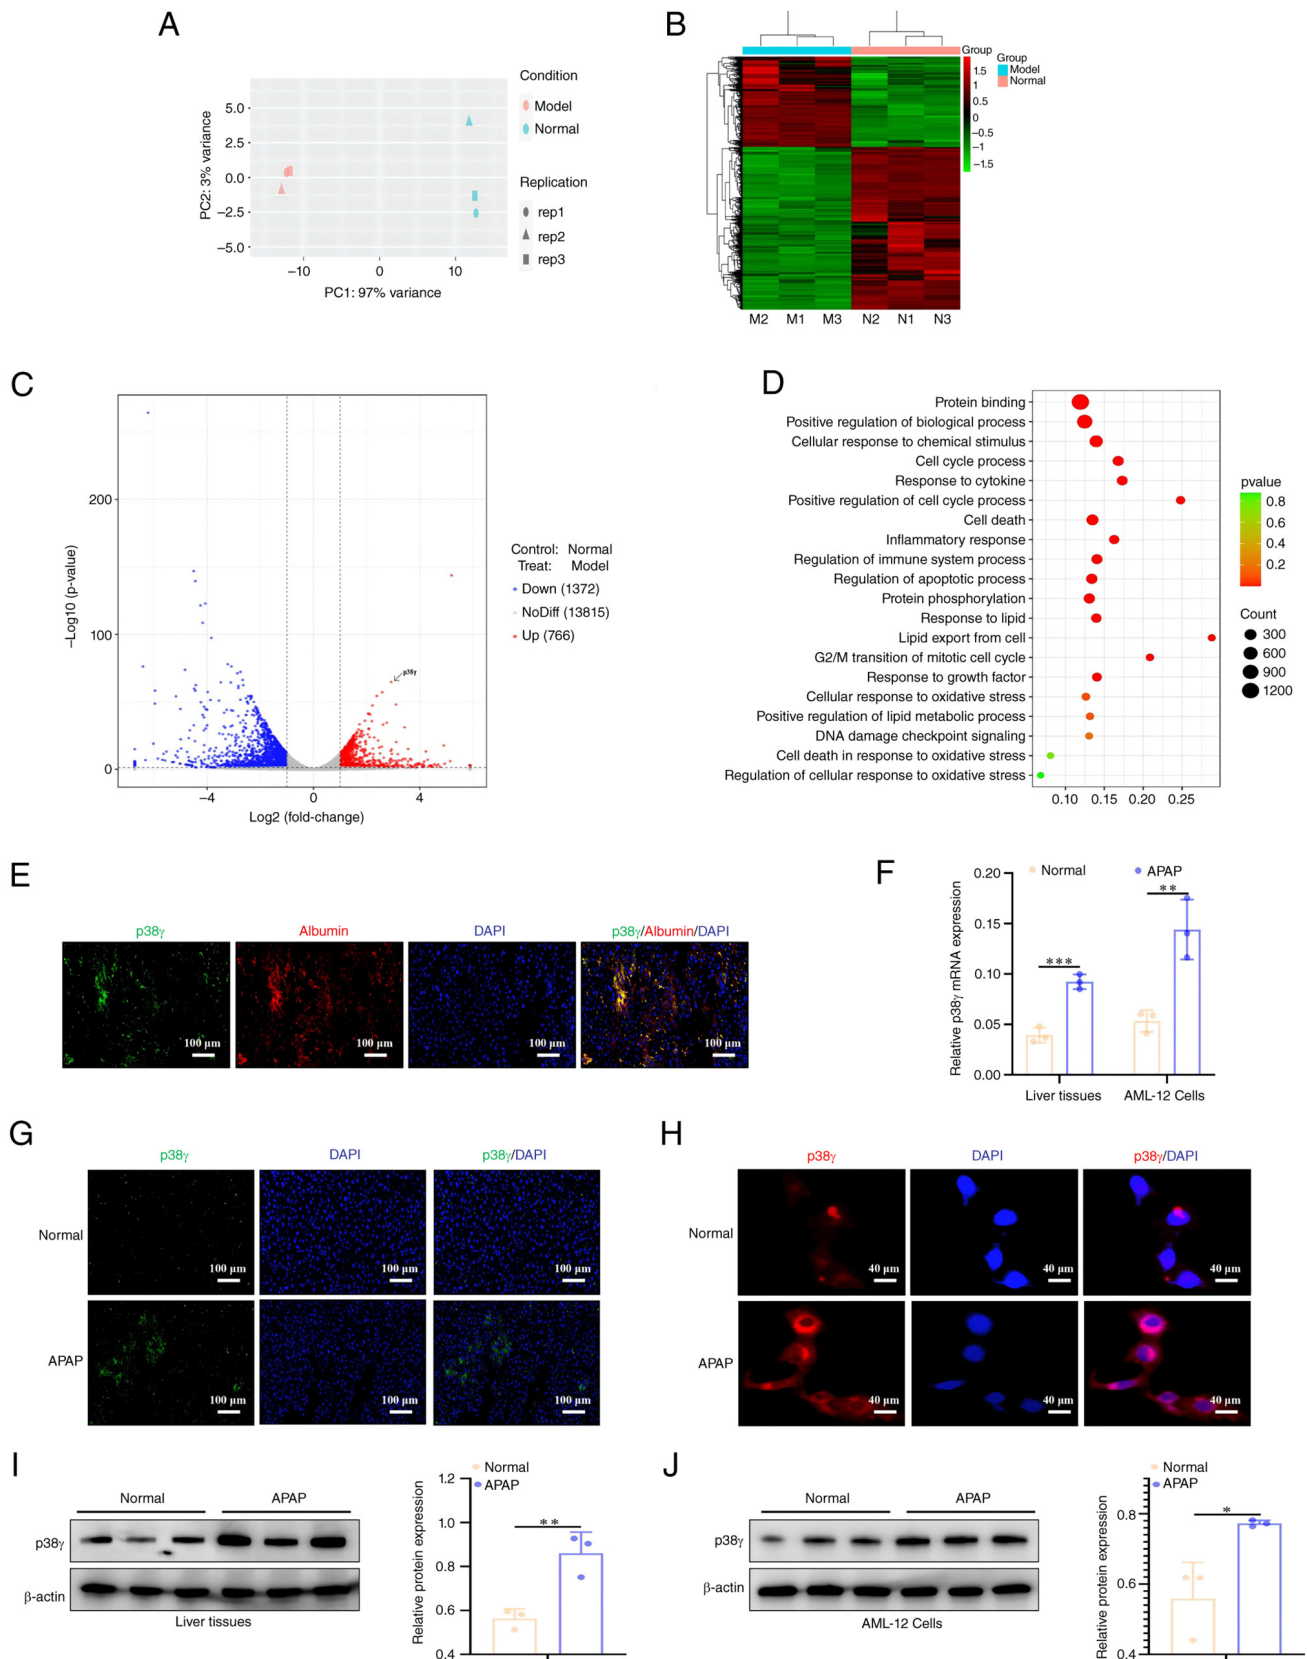 A
5.0
2.5
0.0
−2.5
−5.0
PC2: 3% variance
−10
0
10
PC1: 97% variance
Condition
Model
Normal
Replication
rep1
rep2
rep3
B
Group
1.5
1
0.5
0
−0.5
−1
−1.5
Group
Model
Normal
M2
M1
M3
N2
N1
N3
C
−Log10 (p-value)
200
100
0
−4
0
4
Log2 (fold-change)
p38γ
Control: Normal
Treat: Model
Down (1372)
NoDiff (13815)
Up (766)
D
Protein binding
Positive regulation of biological process
Cellular response to chemical stimulus
Cell cycle process
Response to cytokine
Positive regulation of cell cycle process
Cell death
Inflammatory response
Regulation of immune system process
Regulation of apoptotic process
Protein phosphorylation
Response to lipid
Lipid export from cell
G2/M transition of mitotic cell cycle
Response to growth factor
Cellular response to oxidative stress
Positive regulation of lipid metabolic process
DNA damage checkpoint signaling
Cell death in response to oxidative stress
Regulation of cellular response to oxidative stress
0.10
0.15
0.20
0.25
pvalue
0.8
0.6
0.4
0.2
Count
300
600
900
1200
E
p38γ
Albumin
DAPI
p38γ/Albumin/DAPI
100 μm
100 μm
100 μm
100 μm
F
Relative p38γ mRNA expression
0.20
0.15
0.10
0.05
0.00
Normal
APAP
***
**
Liver tissues
AML-12 Cells
G
p38γ
DAPI
p38γ/DAPI
Normal
100 μm
100 μm
100 μm
APAP
100 μm
100 μm
100 μm
H
p38γ
DAPI
p38γ/DAPI
Normal
40 μm
40 μm
40 μm
APAP
40 μm
40 μm
40 μm
I
Normal
APAP
p38γ
β-actin
Liver tissues
Relative protein expression
1.2
1.0
0.8
0.6
0.4
Normal
APAP
**
J
Normal
APAP
p38γ
β-actin
AML-12 Cells
Relative protein expression
0.8
0.6
0.4
Normal
APAP
*